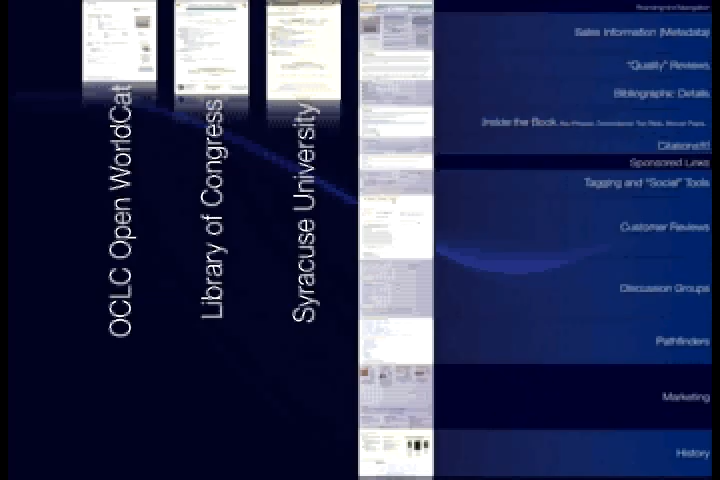 OCLC Open WorldCat
Library of Congress
Syracuse University
Sales Information (Metadata)
"Quality" Reviews
Bibliographic Details
Inside the Book
Citations!!!
Sponsored Links
Tagging and "Social" Tools
Customer Reviews
Discussion Groups
Pathfinders
Marketing
History